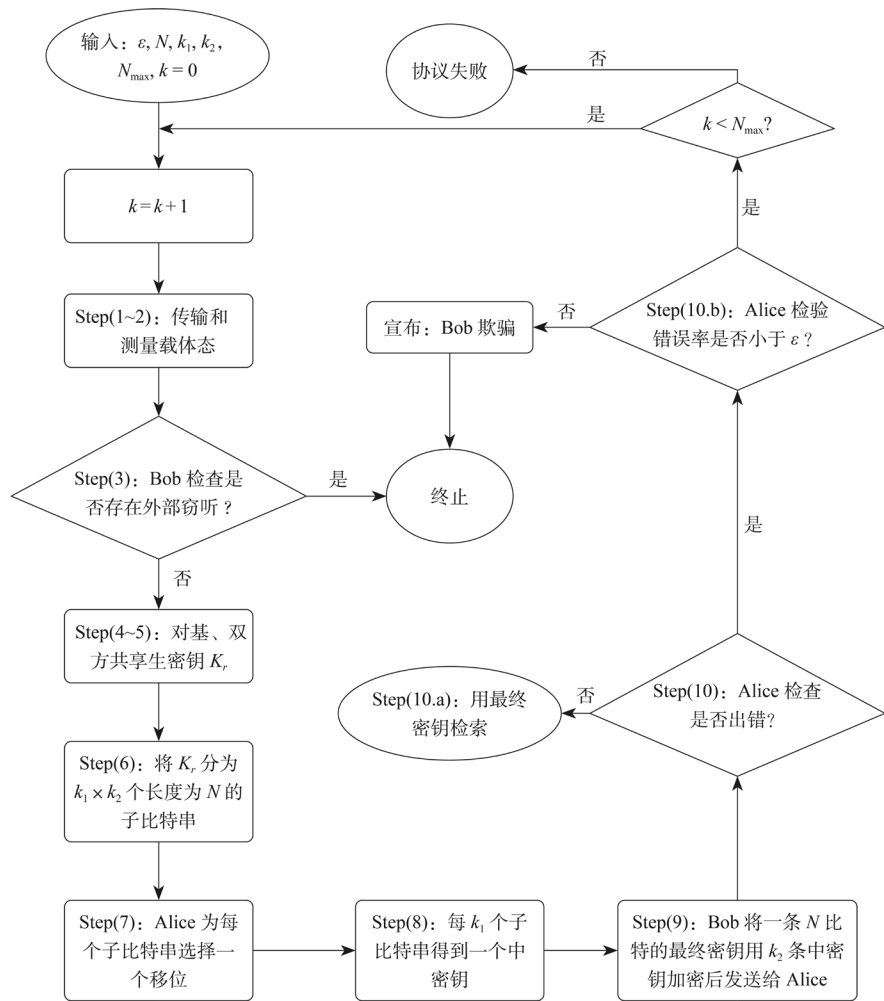 输入：ε, N, k₁, k₂,
Nₘₐₓ, k = 0
k = k + 1
Step(1~2)：传输和
测量载体态
Step(3)：Bob 检查是
否存在外部窃听？
是
否
Step(4~5)：对基、双
方共享生密钥 Kᵣ
Step(6)：将 Kᵣ 分为
k₁ × k₂ 个长度为 N 的
子比特串
Step(7)：Alice 为每
个子比特串选择一
个移位
Step(8)：每 k₁ 个子
比特串得到一个中
密钥
Step(9)：Bob 将一条 N 比
特的最终密钥用 k₂ 条中密
钥加密后发送给 Alice
Step(10)：Alice 检查
是否出错?
否
Step(10.a)：用最终
密钥检索
是
Step(10.b)：Alice 检验
错误率是否小于 ε？
否
宣布：Bob 欺骗
终止
是
k < Nₘₐₓ?
是
否
协议失败